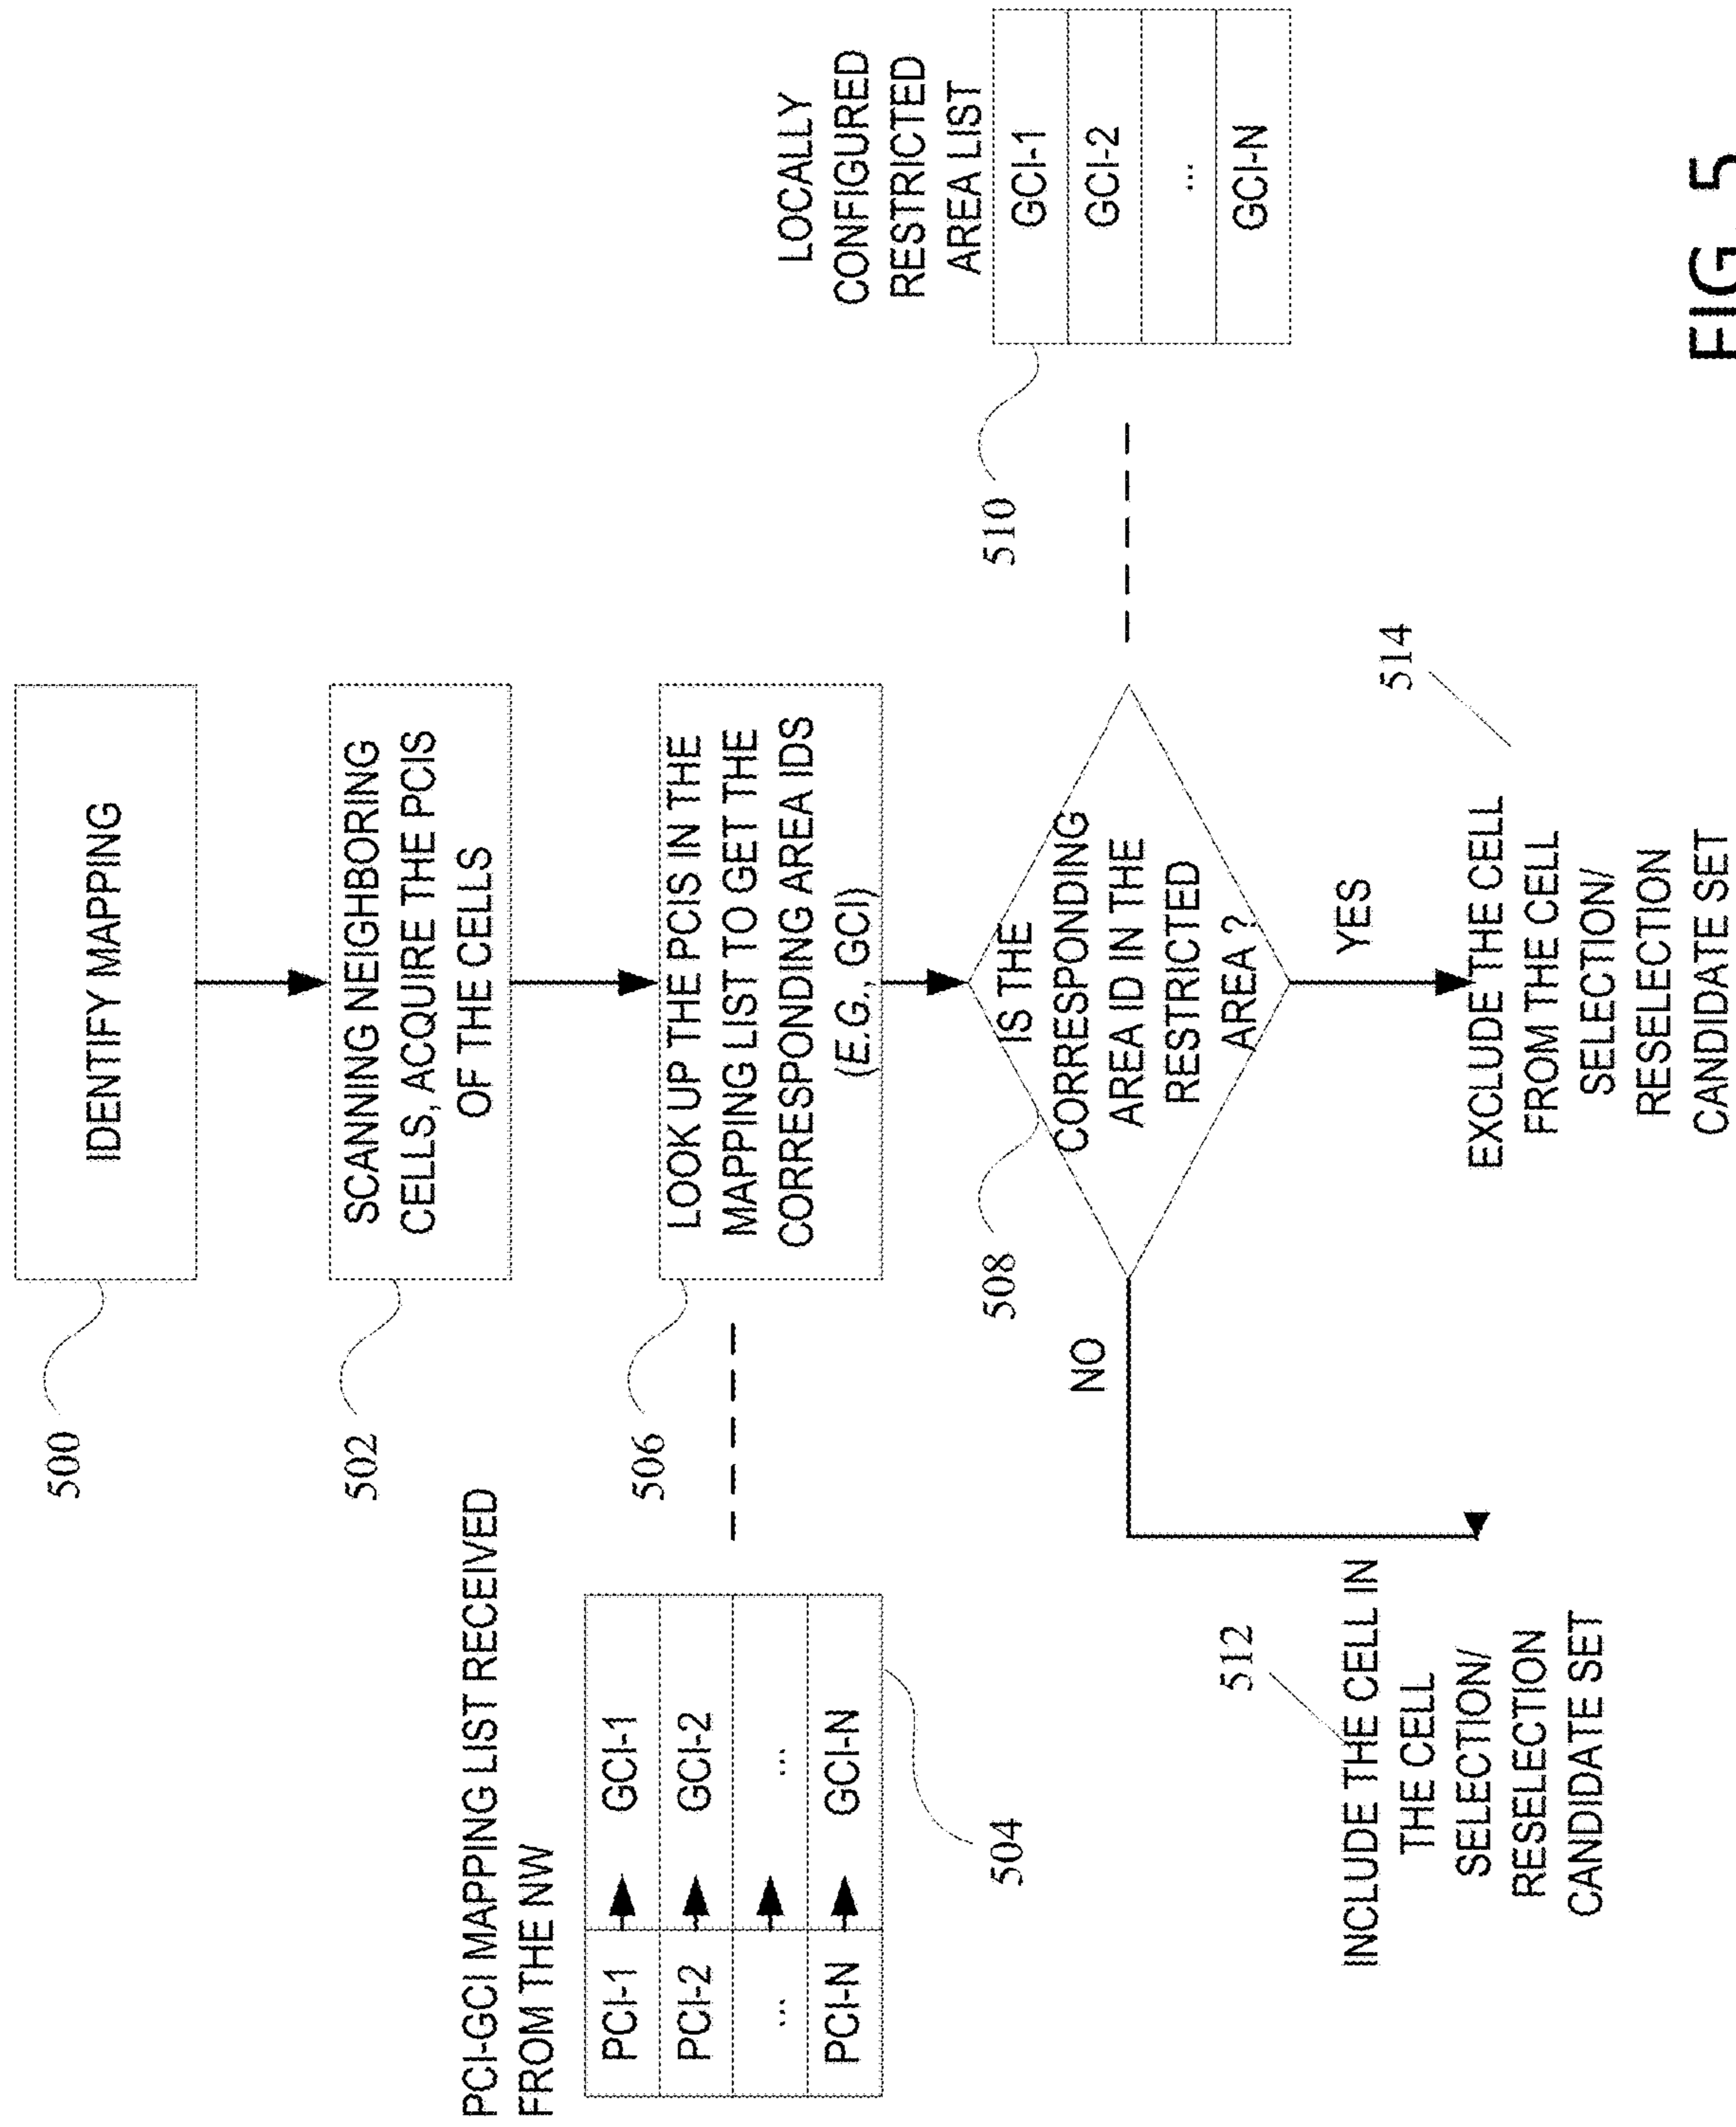 500
IDENTIFY MAPPING
502
SCANNING NEIGHBORING
CELLS, ACQUIRE THE PCIS
OF THE CELLS
PCI-GCI MAPPING LIST RECEIVED
FROM THE NW
PCI-1 GCI-1
PCI-2 GCI-2
... ...
PCI-N GCI-N
504
506
LOOK UP THE PCIS IN THE
MAPPING LIST TO GET THE
CORRESPONDING AREA IDS
(E.G., GCI)
508
IS THE
CORRESPONDING
AREA ID IN THE
RESTRICTED
AREA ?
LOCALLY
CONFIGURED
RESTRICTED
AREA LIST
GCI-1
GCI-2
...
GCI-N
510
NO
YES
512
INCLUDE THE CELL IN
THE CELL
SELECTION/
RESELECTION
CANDIDATE SET
514
EXCLUDE THE CELL
FROM THE CELL
SELECTION/
RESELECTION
CANDIDATE SET
FIG. 5